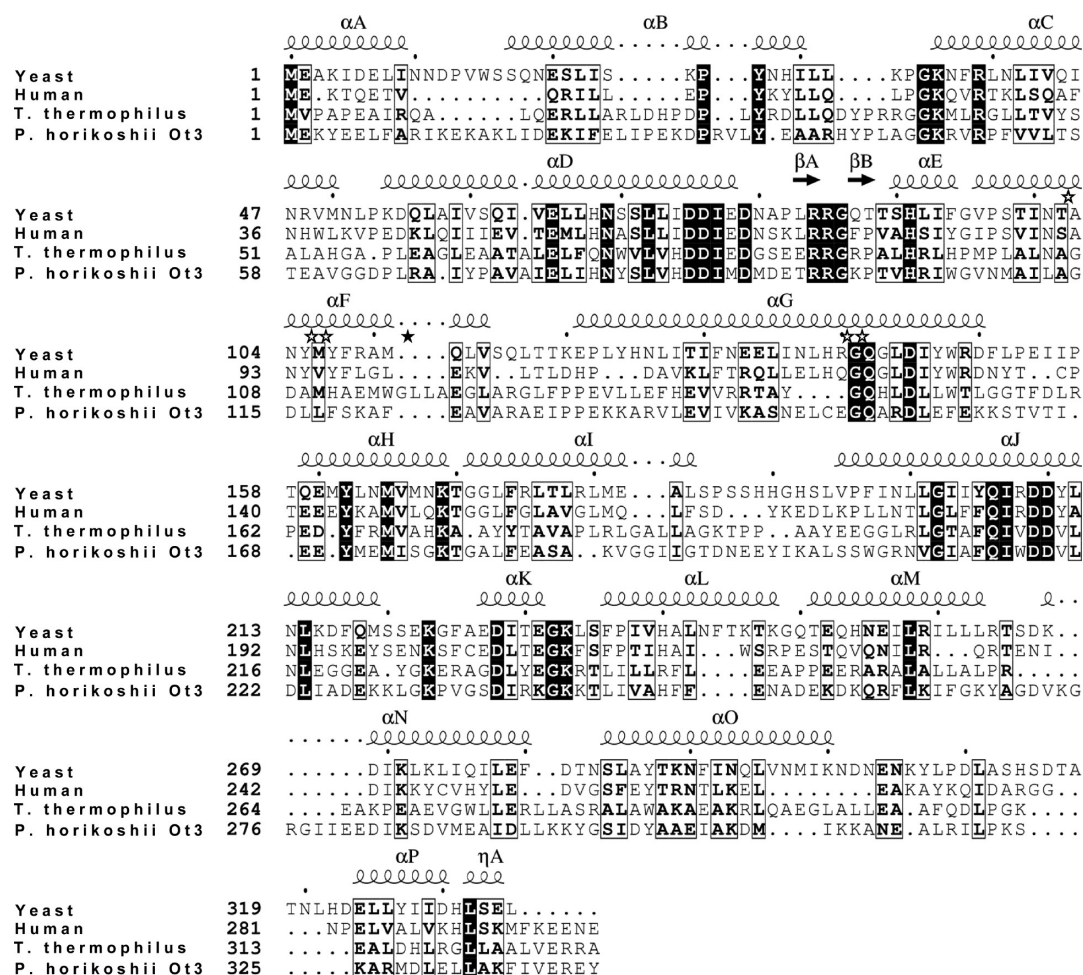 αA αB αC
Yeast 1 MEAKIDELINNDPVWSSQNESLIS.....KP...YNHILL....KPGKNFRLNLIVQI
Human 1 ME.KTQETV..........QRILL.....EP...YKYLLQ....LPGKQVRTKLSQAF
T. thermophilus 1 MVPAPEAIRQA......LQERLLARLDHPDP..LYRDLLQDYPRRGGKMLRGLLTVYS
P. horikoshii Ot3 1 MEKYEELFARIKEKAKLIDEKIFELIPEKDPRVLY.EAARHYPLAGGKRVRPFVVLTS
αD βA βB αE
Yeast 47 NRVMNLPKDQLAIVSQI.VELLHNSSLLIDDIEDNAPLRRGQTTSHLIFGVPSTINTA
Human 36 NHWLKVPEDKLQIIIEV.TEMLHNASLLIDDIEDNSKLRRGFPVAHSIYGIPSVINSA
T. thermophilus 51 ALAHGA.PLEAGLEAATALELFQNWVLVHDDIEDGSEERRGRPALHRLHPMPLALNAG
P. horikoshii Ot3 58 TEAVGGDPLRA.IYPAVAIELIHNYSLVHDDIMDMDETRRGKPTVHRIWGVNMAILAG
αF αG
Yeast 104 NYMYFRAM....QLVSQLTTKEPLYHNLITIFNEELINLHRGQGLDIYWRDFLPEIIP
Human 93 NYVYFLGL....EKVLTLDHP.....DAVKLFTRQLLELHQGQGLDIYWRDNYT..CP
T. thermophilus 108 DAMHAEMWGLLAEGLARGLFPPEVLLEFHEVVRTAY.....GQHLDLLWTLGGTFDLR
P. horikoshii Ot3 115 DLLFSKAF....EAVARAEIPPEKKARVLEVIVKASNELCEGQARDLEFEKKSTVTI.
αH αI αJ
Yeast 158 TQEMYLNMVMNKTGGLFRLTLRLME...ALSPSSHHGHSLVPFINLLGIIYQIRDDYL
Human 140 TEEEYKAMVLQKTGGLFGLAVGLMQ...LFSD...YKEDLKPLLNTLGLFFQIRDDYA
T. thermophilus 162 PED.YFRMVAHKA.AYYTAVAPLRLGALLAGKTPP..AAYEEGGLRLGTAFQIVDDVL
P. horikoshii Ot3 168 .EE.YMEMISGKTGALFEASA..KVGGIIGTDNEEYIKALSSWGRNVGIAFQIWDDVL
αK αL αM
Yeast 213 NLKDFQMSSEKGFAEDITEGKLSFPIVHALNFTKTKGQTEQHNEILRILLLRTSDK..
Human 192 NLHSKEYSENKSFCEDLTEGKFSFPTIHAI...WSRPESTQVQNILR...QRTENI..
T. thermophilus 216 NLEGGEA.YGKERAGDLYEGKRTLILLRFL...EEAPPEERARALALLALPR......
P. horikoshii Ot3 222 DLIADEKKLGKPVGSDIRKGKKTLIVAHFF....ENADEKDKQRFLKIFGKYAGDVKG
αN αO
Yeast 269 ......DIKLKLIQILEF..DTNSLAYTKNFINQLVNMIKNDNENKYLPDLASHSDTA
Human 242 ......DIKKYCVHYLE...DVGSFEYTRNTLKEL........EAKAYKQIDARGG..
T. thermophilus 264 ....EAKPEAEVGWLLERLLASRALAWAKAEAKRLQAEGLALLEA.AFQDLPGK....
P. horikoshii Ot3 276 RGIIEEDIKSDVMEAIDLLKKYGSIDYAAEIAKDM....IKKANE.ALRILPKS....
αP ηA
Yeast 319 TNLHDELLYIIDHLSEL......
Human 281 ...NPELVALVKHLSKMFKEENE
T. thermophilus 313 .....EALDHLRGLLAALVERRA
P. horikoshii Ot3 325 .....KARMDLELLAKFIVEREY